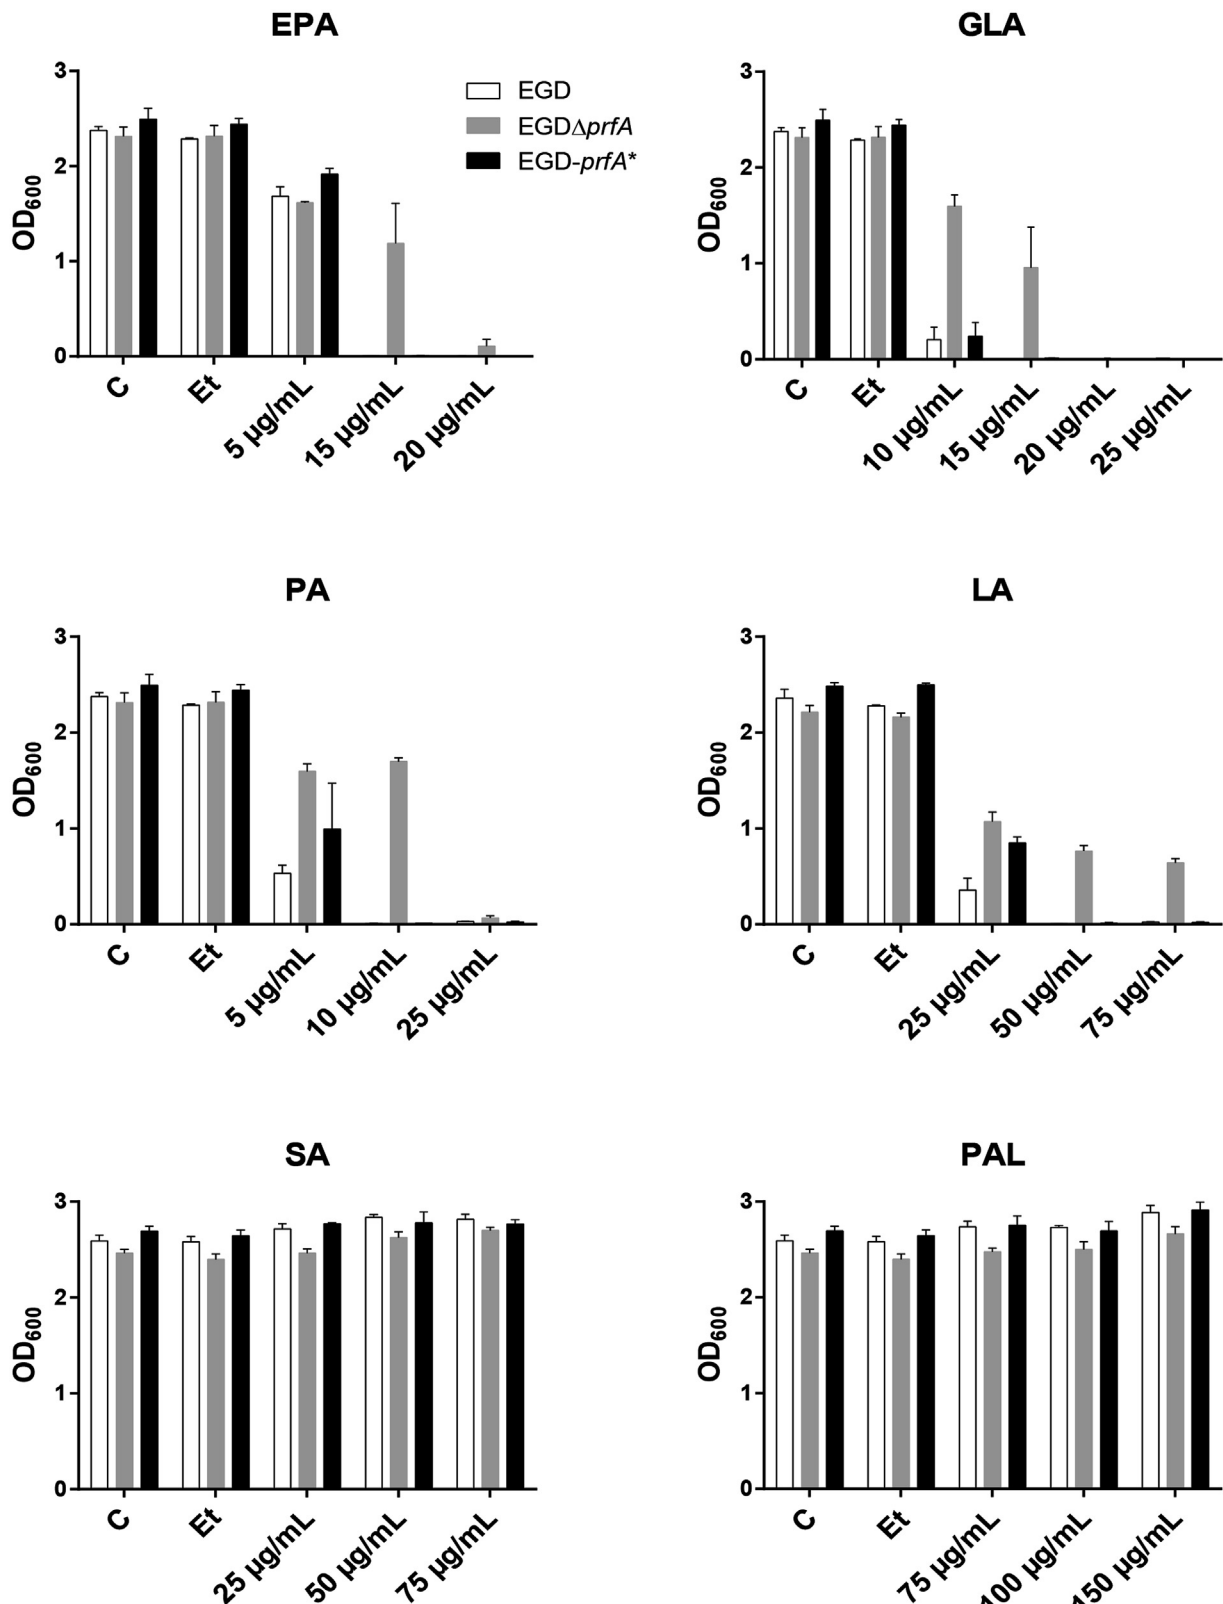 EPA
3
2
1
0
OD600
EGD
EGDΔprfA
EGD-prfA*
C
Et
5 µg/mL
15 µg/mL
20 µg/mL
GLA
3
2
1
0
OD600
C
Et
10 µg/mL
15 µg/mL
20 µg/mL
25 µg/mL
PA
3
2
1
0
OD600
C
Et
5 µg/mL
10 µg/mL
25 µg/mL
LA
3
2
1
0
OD600
C
Et
25 µg/mL
50 µg/mL
75 µg/mL
SA
3
2
1
0
OD600
C
Et
25 µg/mL
50 µg/mL
75 µg/mL
PAL
3
2
1
0
OD600
C
Et
75 µg/mL
100 µg/mL
150 µg/mL